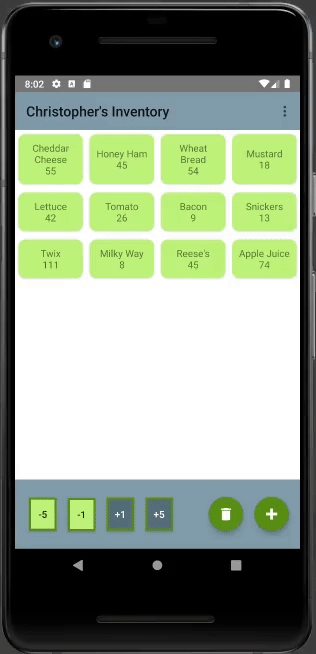 8:02
Christopher's Inventory
Cheddar
Cheese
55
Honey Ham
45
Wheat
Bread
54
Mustard
18
Lettuce
42
Tomato
26
Bacon
9
Snickers
13
Twix
111
Milky Way
8
Reese's
45
Apple Juice
74
-5 -1 +1 +5